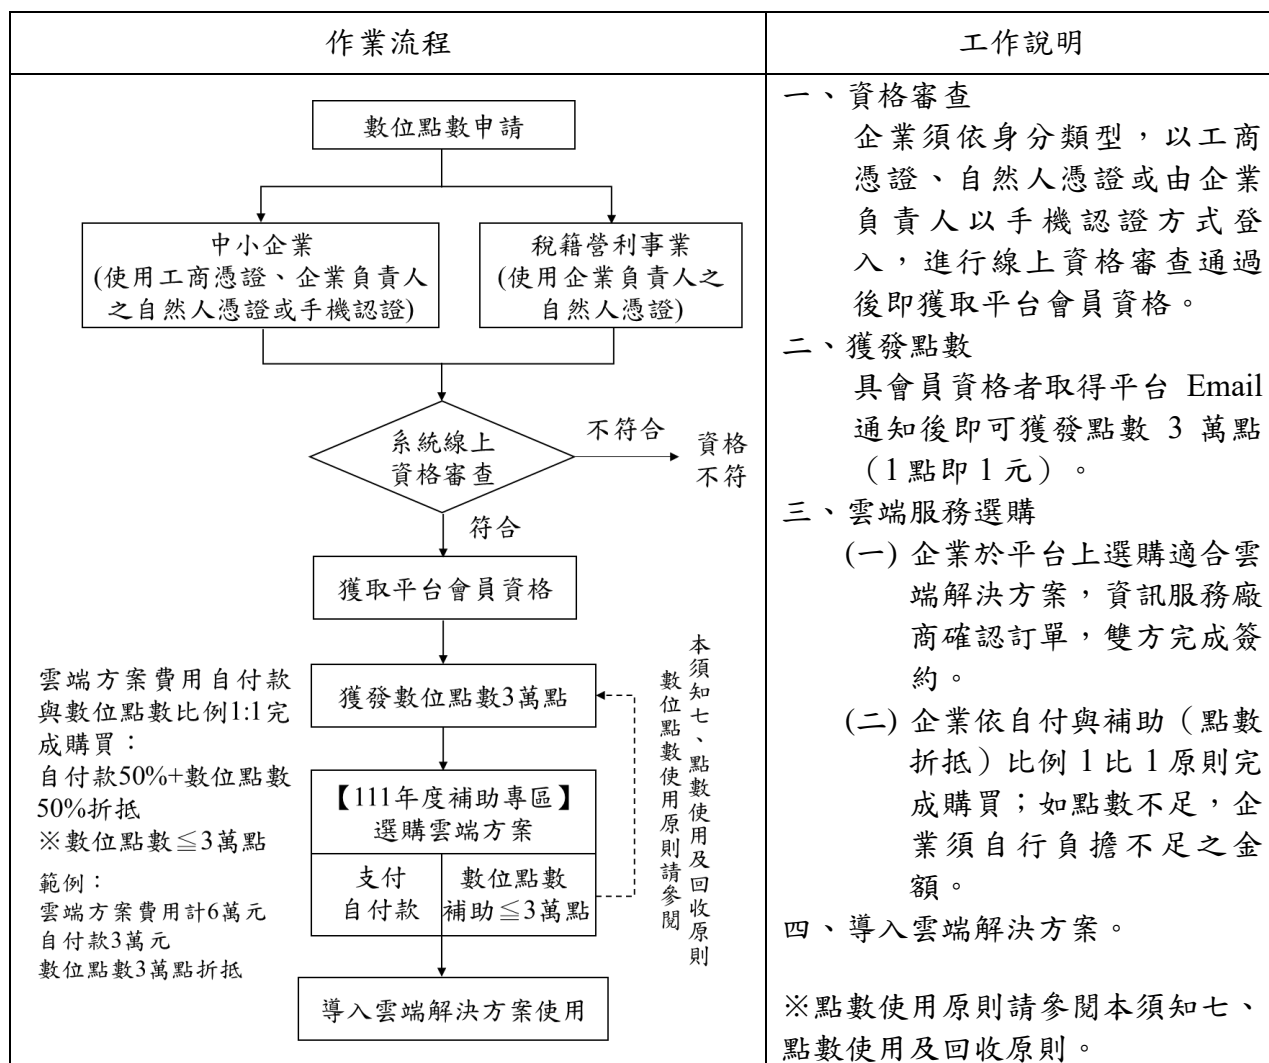 作業流程
數位點數申請
中小企業
(使用工商憑證、企業負責人
之自然人憑證或手機認證)
稅籍營利事業
(使用企業負責人之
自然人憑證)
系統線上
資格審查
不符合
資格
不符
符合
獲取平台會員資格
獲發數位點數3萬點
雲端方案費用自付款
與數位點數比例1:1完
成購買：
自付款50%+數位點數
50%折抵
※數位點數≦3萬點
範例：
雲端方案費用計6萬元
自付款3萬元
數位點數3萬點折抵
【111年度補助專區】
選購雲端方案
支付
自付款
數位點數
補助≦3萬點
本須知七、點數使用及回收原則
數位點數使用原則請參閱
導入雲端解決方案使用
工作說明
一、資格審查
企業須依身分類型，以工商
憑證、自然人憑證或由企業
負責人以手機認證方式登
入，進行線上資格審查通過
後即獲取平台會員資格。
二、獲發點數
具會員資格者取得平台 Email
通知後即可獲發點數 3 萬點
（1 點即 1 元）。
三、雲端服務選購
(一) 企業於平台上選購適合雲
端解決方案，資訊服務廠
商確認訂單，雙方完成簽
約。
(二) 企業依自付與補助（點數
折抵）比例 1 比 1 原則完
成購買；如點數不足，企
業須自行負擔不足之金
額。
四、導入雲端解決方案。
※點數使用原則請參閱本須知七、
點數使用及回收原則。